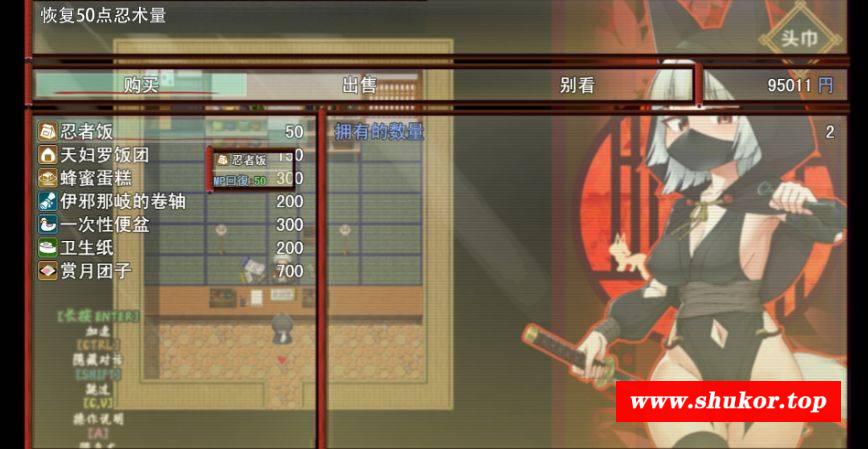 恢复50点忍术量
头巾
购买 出售 别看 95011 円
忍者饭 50
拥有的数量 2
天妇罗饭团 150
忍者饭
MP回復 50
蜂蜜蛋糕 300
伊邪那岐的卷轴 200
一次性便盆 300
卫生纸 200
赏月团子 700
[长按ENTER]
加速
[CTRL]
隐藏对话
[SHIFT]
跳过
[C,V]
操作说明
[A]
www.shukor.top